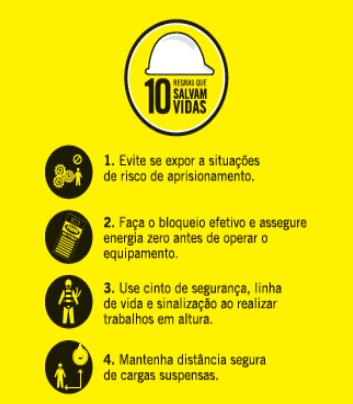 10 REGRAS QUE
SALVAM
VIDAS
1. Evite se expor a situações
de risco de aprisionamento.
2. Faça o bloqueio efetivo e assegure
energia zero antes de operar o
equipamento.
3. Use cinto de segurança, linha
de vida e sinalização ao realizar
trabalhos em altura.
4. Mantenha distância segura
de cargas suspensas.